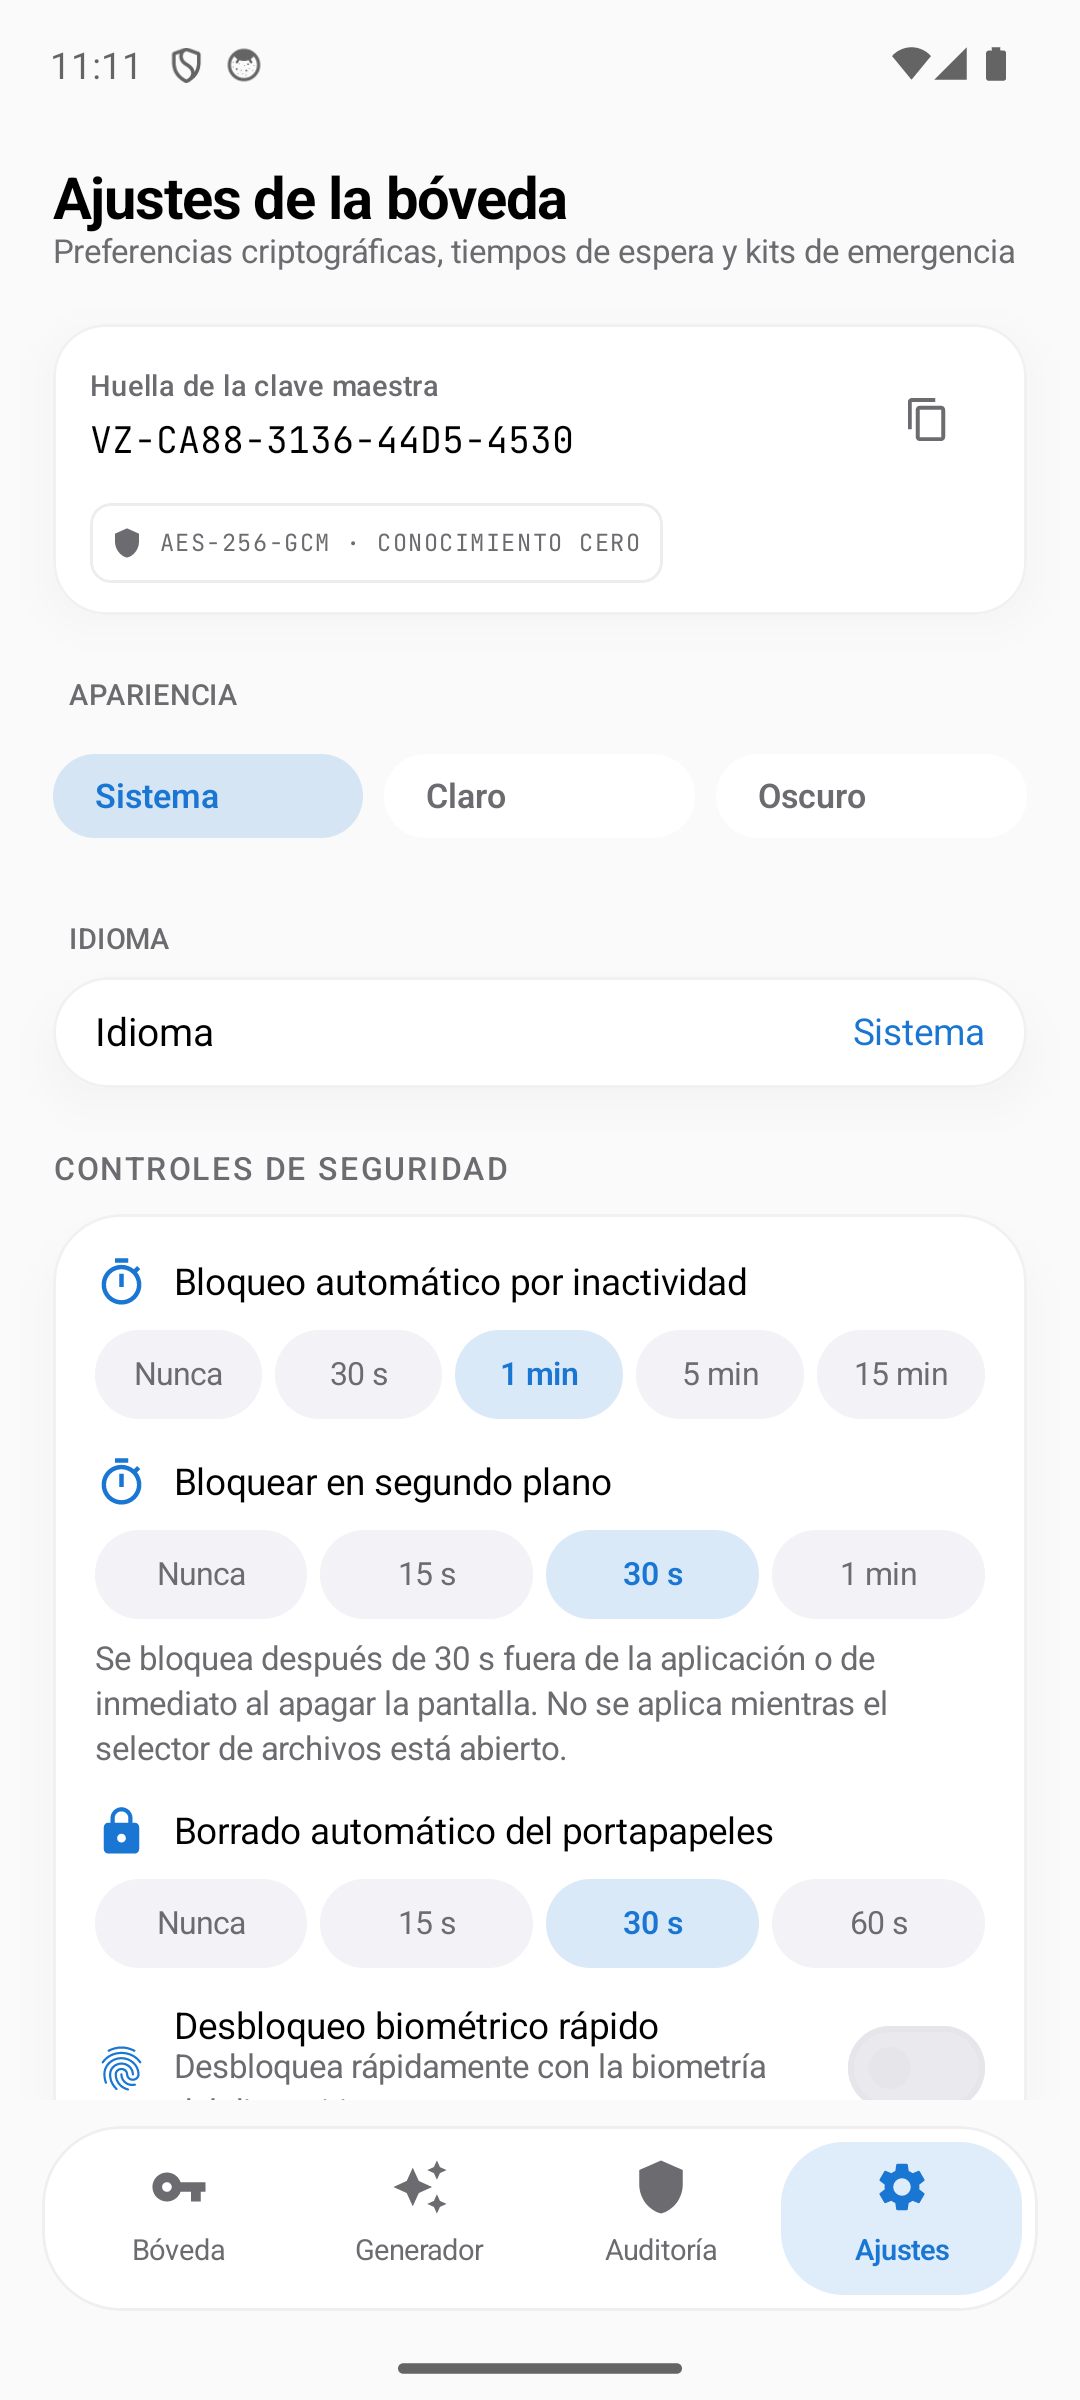 11:11
Ajustes de la bóveda
Preferencias criptográficas, tiempos de espera y kits de emergencia
Huella de la clave maestra
VZ-CA88-3136-44D5-4530
AES-256-GCM · CONOCIMIENTO CERO
APARIENCIA
Sistema Claro Oscuro
IDIOMA
Idioma Sistema
CONTROLES DE SEGURIDAD
Bloqueo automático por inactividad
Nunca 30 s 1 min 5 min 15 min
Bloquear en segundo plano
Nunca 15 s 30 s 1 min
Se bloquea después de 30 s fuera de la aplicación o de
inmediato al apagar la pantalla. No se aplica mientras el
selector de archivos está abierto.
Borrado automático del portapapeles
Nunca 15 s 30 s 60 s
Desbloqueo biométrico rápido
Desbloquea rápidamente con la biometría
Bóveda Generador Auditoría Ajustes